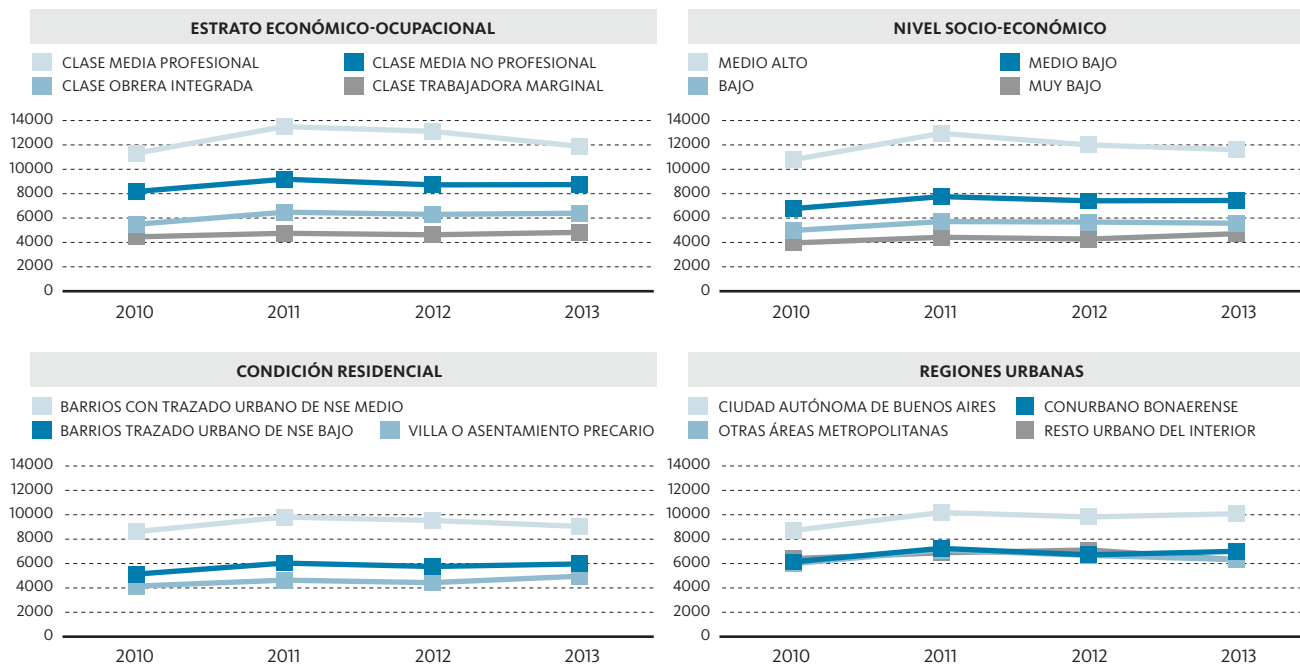 ESTRATO ECONÓMICO-OCUPACIONAL
CLASE MEDIA PROFESIONAL
CLASE MEDIA NO PROFESIONAL
CLASE OBRERA INTEGRADA
CLASE TRABAJADORA MARGINAL
14000
12000
10000
8000
6000
4000
2000
0
2010 2011 2012 2013
NIVEL SOCIO-ECONÓMICO
MEDIO ALTO
MEDIO BAJO
BAJO
MUY BAJO
14000
12000
10000
8000
6000
4000
2000
0
2010 2011 2012 2013
CONDICIÓN RESIDENCIAL
BARRIOS CON TRAZADO URBANO DE NSE MEDIO
BARRIOS TRAZADO URBANO DE NSE BAJO
VILLA O ASENTAMIENTO PRECARIO
14000
12000
10000
8000
6000
4000
2000
0
2010 2011 2012 2013
REGIONES URBANAS
CIUDAD AUTÓNOMA DE BUENOS AIRES
CONURBANO BONAERENSE
OTRAS ÁREAS METROPOLITANAS
RESTO URBANO DEL INTERIOR
14000
12000
10000
8000
6000
4000
2000
0
2010 2011 2012 2013